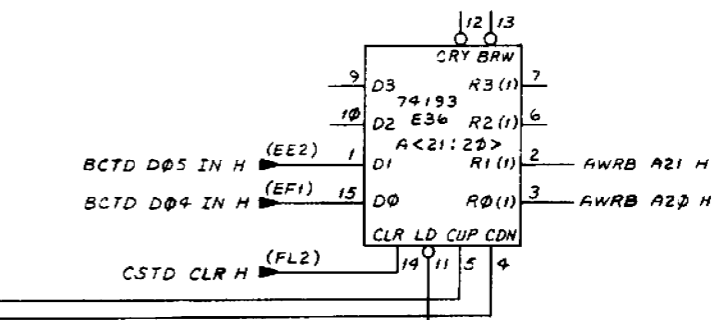 12 13
CRY BRW
9 D3 R3(1) 7
74193
10 D2 E36 R2(1) 6
A<21:20>
BCTD D05 IN H (EE2) 1 D1 R1(1) 2 AWRB A21 H
BCTD D04 IN H (EF1) 15 D0 R0(1) 3 AWRB A20 H
CLR LD CUP CDN
CSTD CLR H (FL2) 14 11 5 4